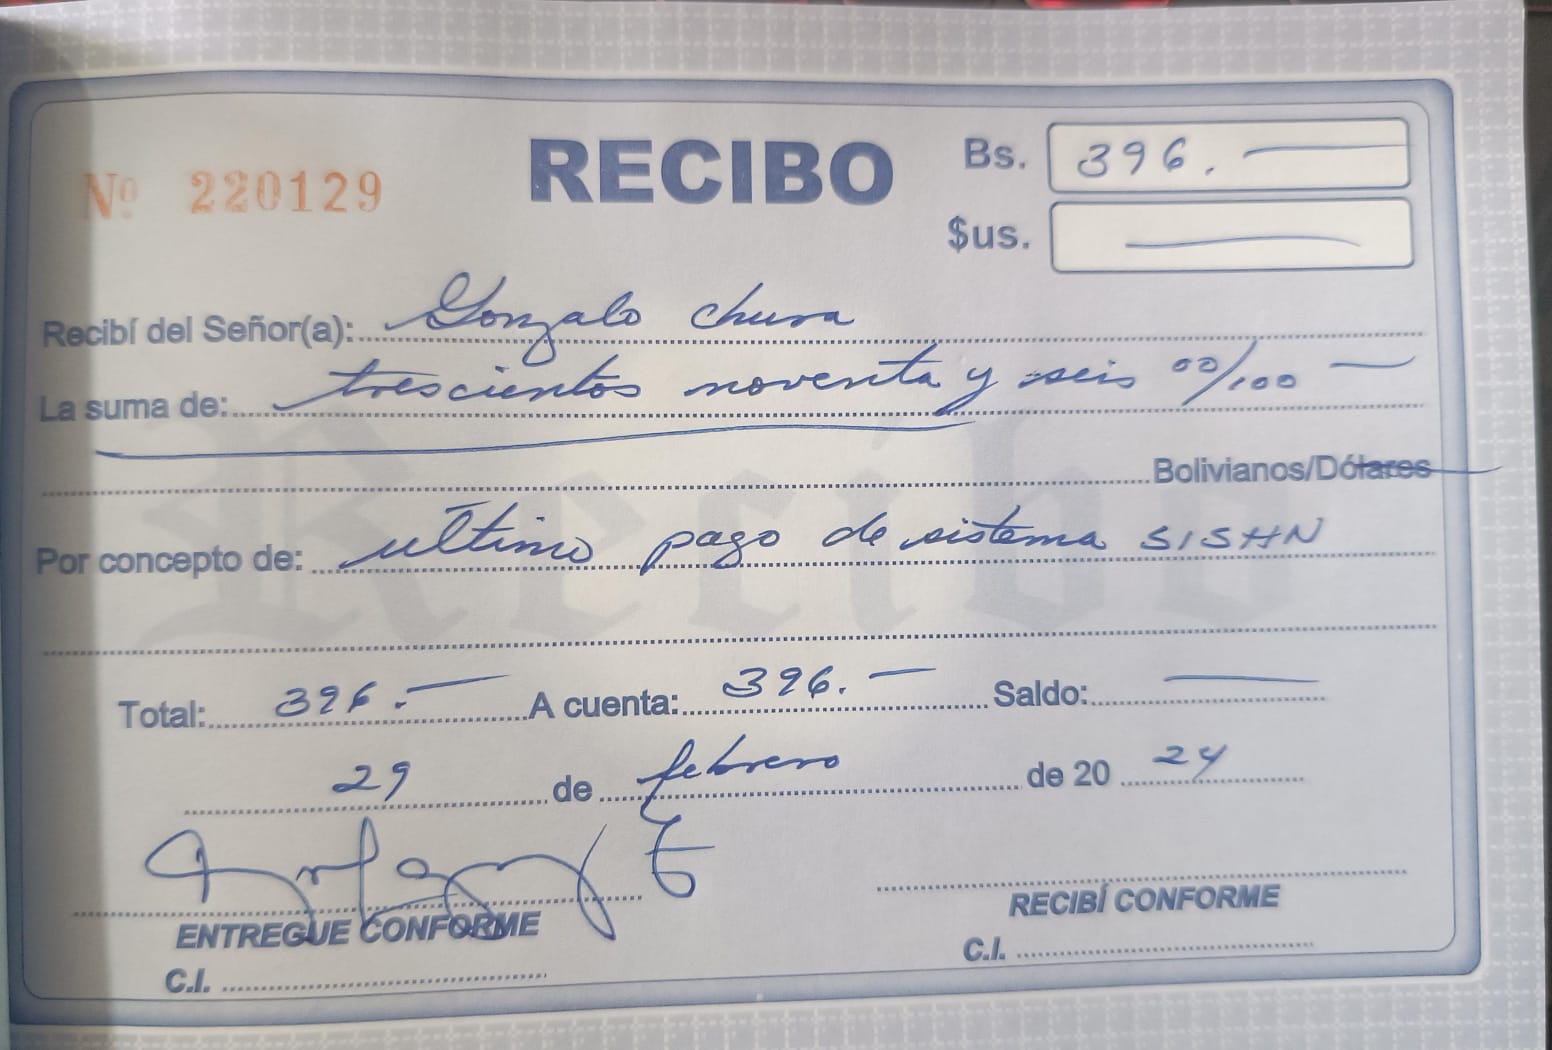 Nº 220129
RECIBO
Bs. 396.
$us.
Recibí del Señor(a): Gonzalo Chura
La suma de: trescientos noventa y seis 00/100
Bolivianos/Dólares
Por concepto de: ultimo pago de sistema SISHN
Total: 396.- A cuenta: 396.- Saldo:
29 de febrero de 20 24
ENTREGUE CONFORME
RECIBÍ CONFORME
C.I.
C.I.
Recibo